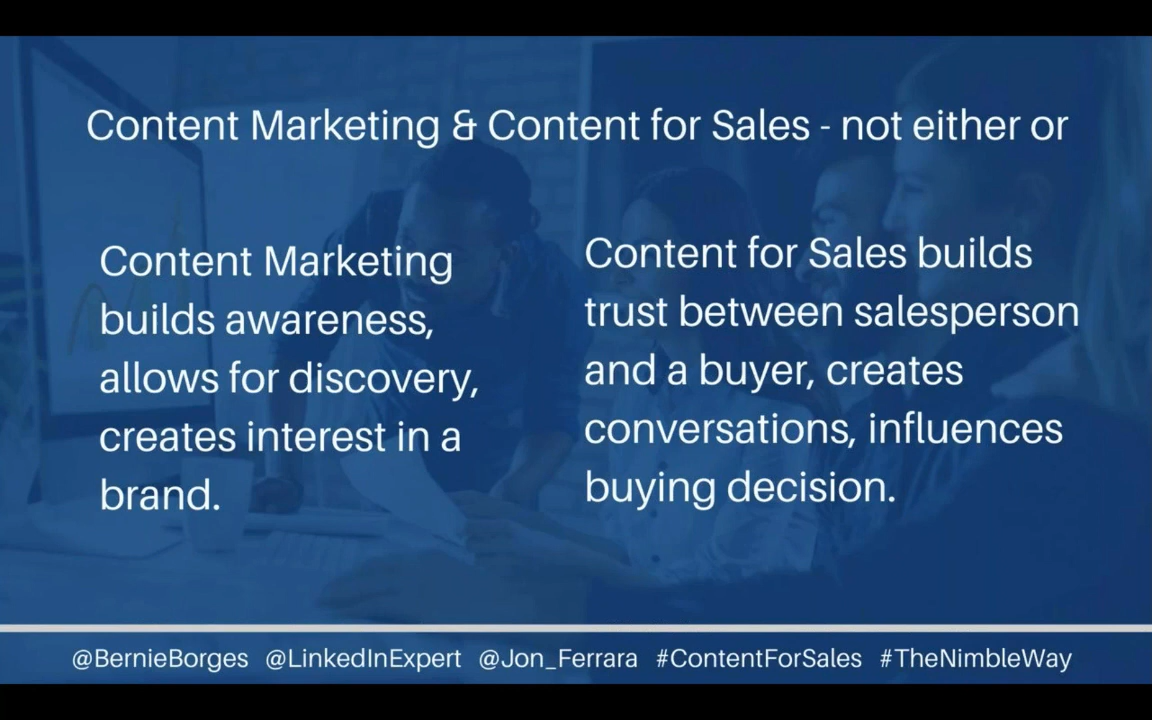 Content Marketing & Content for Sales - not either or
Content Marketing
builds awareness,
allows for discovery,
creates interest in a
brand.
Content for Sales builds
trust between salesperson
and a buyer, creates
conversations, influences
buying decision.
@BernieBorges @LinkedInExpert @Jon_Ferrara #ContentForSales #TheNimbleWay